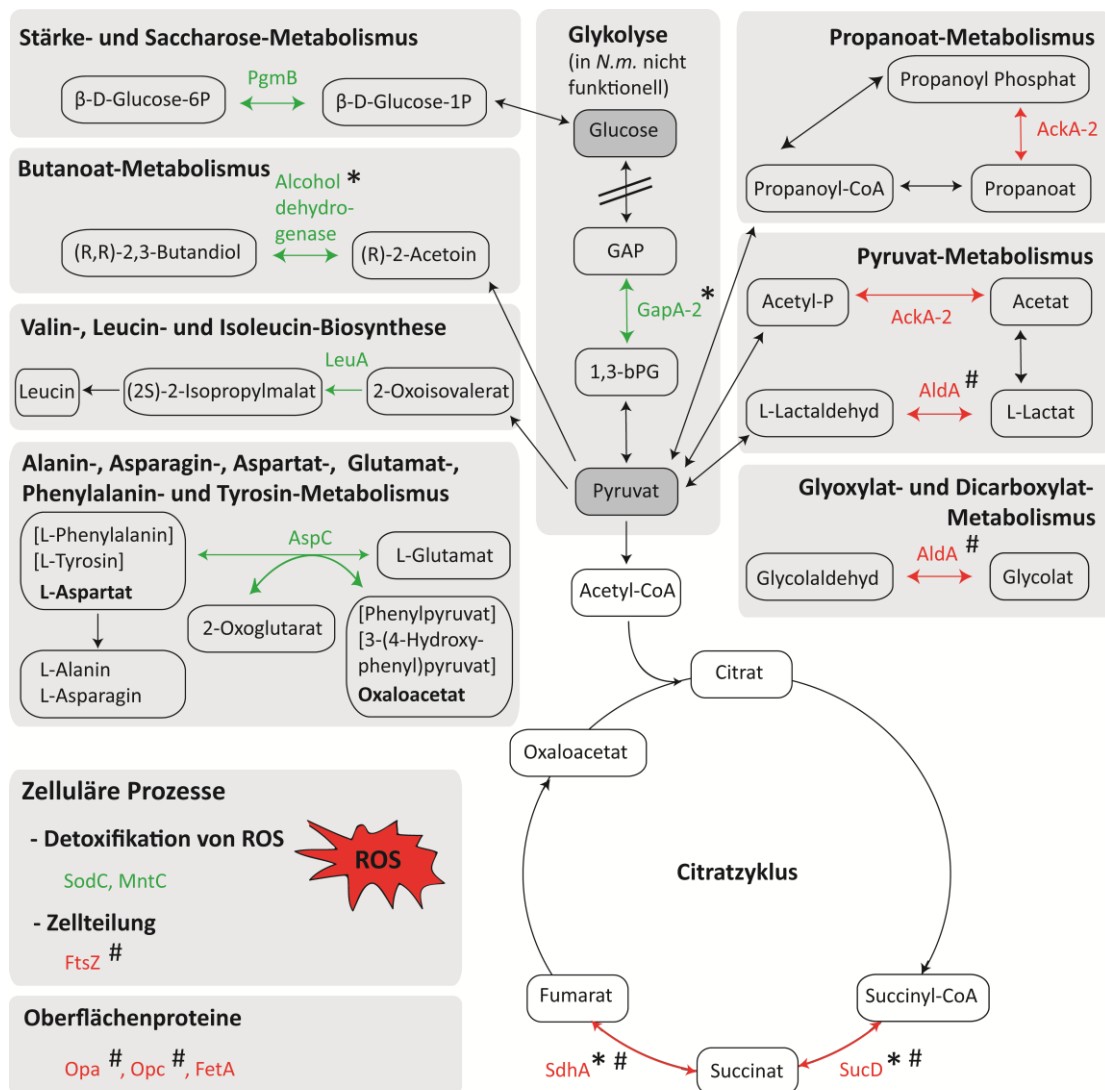 Stärke- und Saccharose-Metabolismus
PgmB
β-D-Glucose-6P
β-D-Glucose-1P
Butanoat-Metabolismus
Alcohol *
dehydro-
genase
(R,R)-2,3-Butandiol
(R)-2-Acetoin
Valin-, Leucin- und Isoleucin-Biosynthese
LeuA
Leucin
(2S)-2-Isopropylmalat
2-Oxoisovalerat
Alanin-, Asparagin-, Aspartat-, Glutamat-,
Phenylalanin- und Tyrosin-Metabolismus
[L-Phenylalanin]
[L-Tyrosin]
L-Aspartat
AspC
L-Glutamat
2-Oxoglutarat
[Phenylpyruvat]
[3-(4-Hydroxy-
phenyl)pyruvat]
Oxaloacetat
L-Alanin
L-Asparagin
Glykolyse
(in N.m. nicht
funktionell)
Glucose
GAP
GapA-2 *
1,3-bPG
Pyruvat
Acetyl-CoA
Propanoat-Metabolismus
Propanoyl Phosphat
AckA-2
Propanoyl-CoA
Propanoat
Pyruvat-Metabolismus
Acetyl-P
Acetat
AckA-2
AldA #
L-Lactaldehyd
L-Lactat
Glyoxylat- und Dicarboxylat-
Metabolismus
AldA #
Glycolaldehyd
Glycolat
Citrat
Oxaloacetat
Citratzyklus
Fumarat
Succinyl-CoA
SdhA * #
Succinat
SucD * #
Zelluläre Prozesse
- Detoxifikation von ROS
ROS
SodC, MntC
- Zellteilung
FtsZ #
Oberflächenproteine
Opa #, Opc #, FetA